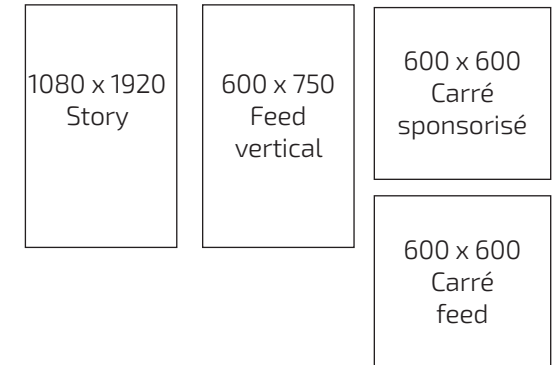 1080 x 1920
Story
600 x 750
Feed
vertical
600 x 600
Carré
sponsorisé
600 x 600
Carré
feed